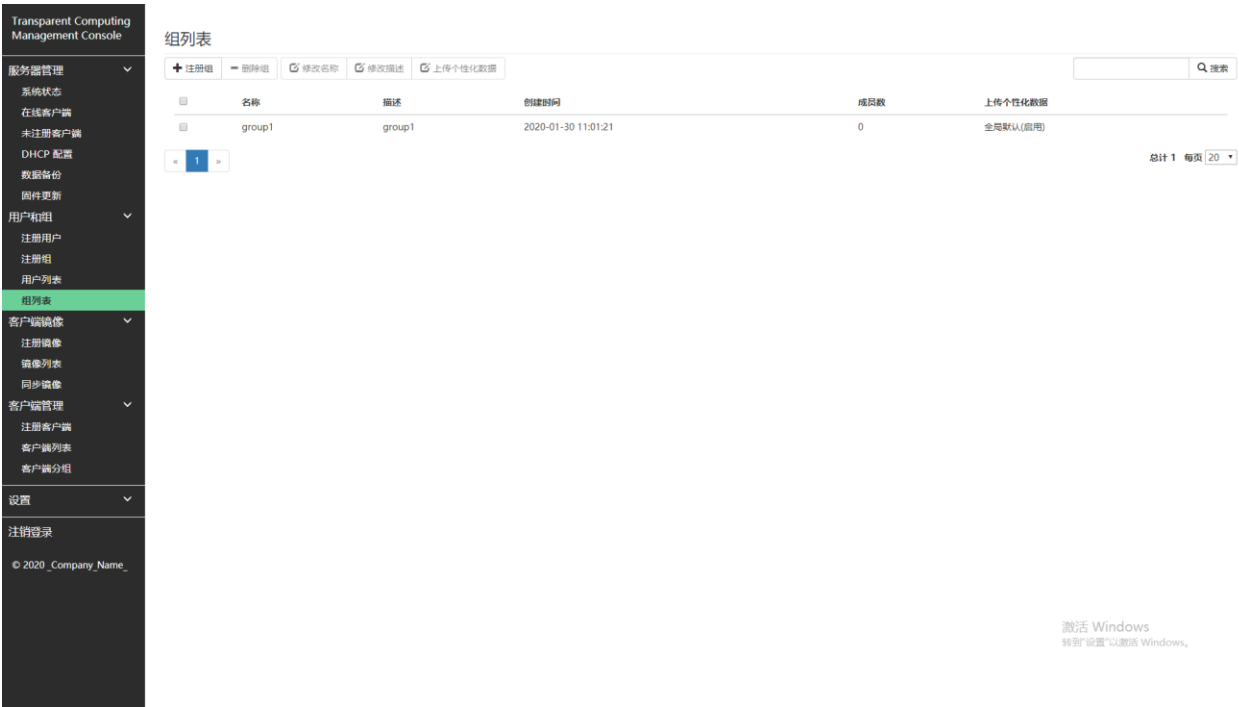 Transparent Computing
Management Console
服务器管理
系统状态
在线客户端
未注册客户端
DHCP 配置
数据备份
固件更新
用户和组
注册用户
注册组
用户列表
组列表
客户端镜像
注册镜像
镜像列表
同步镜像
客户端管理
注册客户端
客户端列表
客户端分组
设置
注销登录
© 2020 _Company_Name_
组列表
注册组 删除组 修改名称 修改描述 上传个性化数据 搜索
名称 描述 创建时间 成员数 上传个性化数据
group1 group1 2020-01-30 11:01:21 0 全局默认(启用)
« 1 » 总计 1 每页 20
激活 Windows
转到"设置"以激活 Windows。